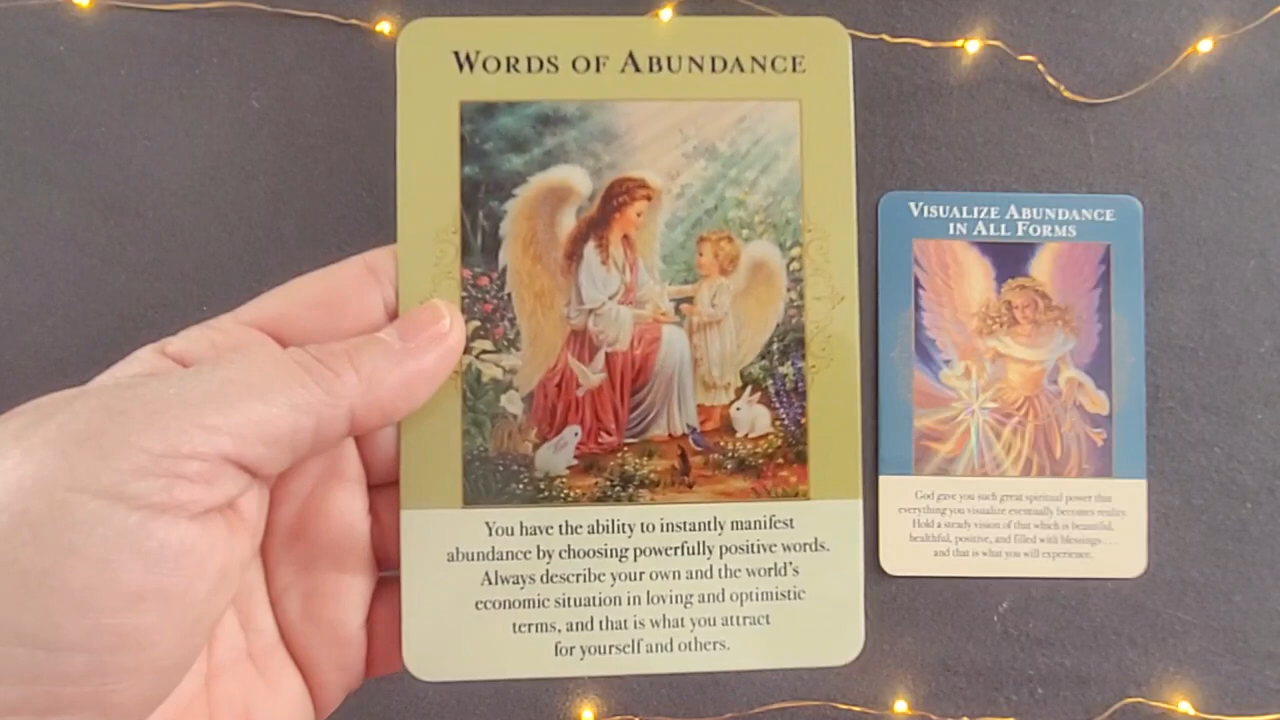 WORDS OF ABUNDANCE
You have the ability to instantly manifest
abundance by choosing powerfully positive words.
Always describe your own and the world's
economic situation in loving and optimistic
terms, and that is what you attract
for yourself and others.
VISUALIZE ABUNDANCE
IN ALL FORMS
God gave you such great spiritual power that
everything you visualize eventually becomes reality.
Hold a steady vision of that which is beautiful,
healthful, positive, and filled with blessings . . . .
and that is what you will experience.